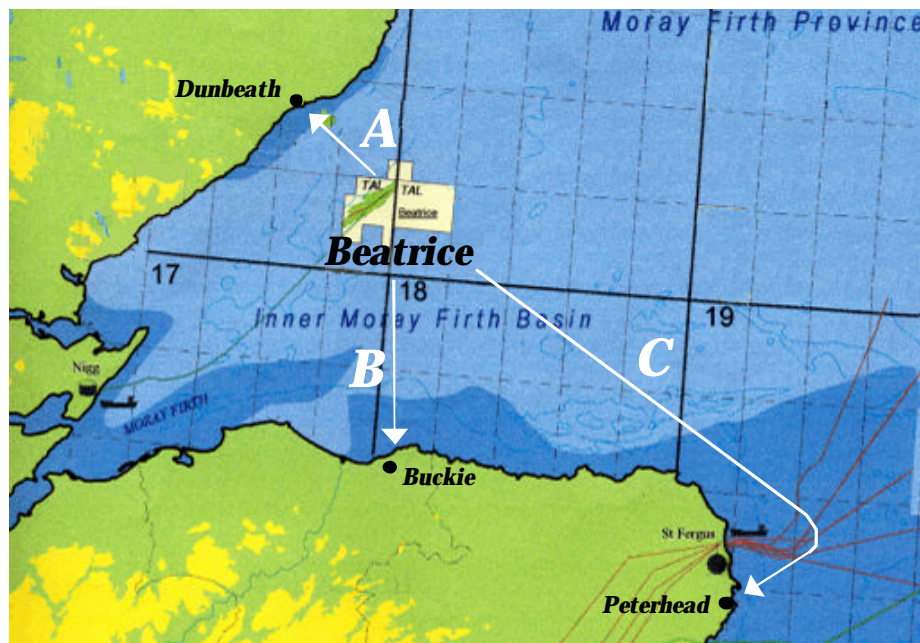 Moray Firth Province
Dunbeath
A
TAL
TAL
Beatrice
Beatrice
17
18
19
Inner Moray Firth Basin
B
C
Nigg
MORAY FIRTH
Buckie
St Fergus
Peterhead